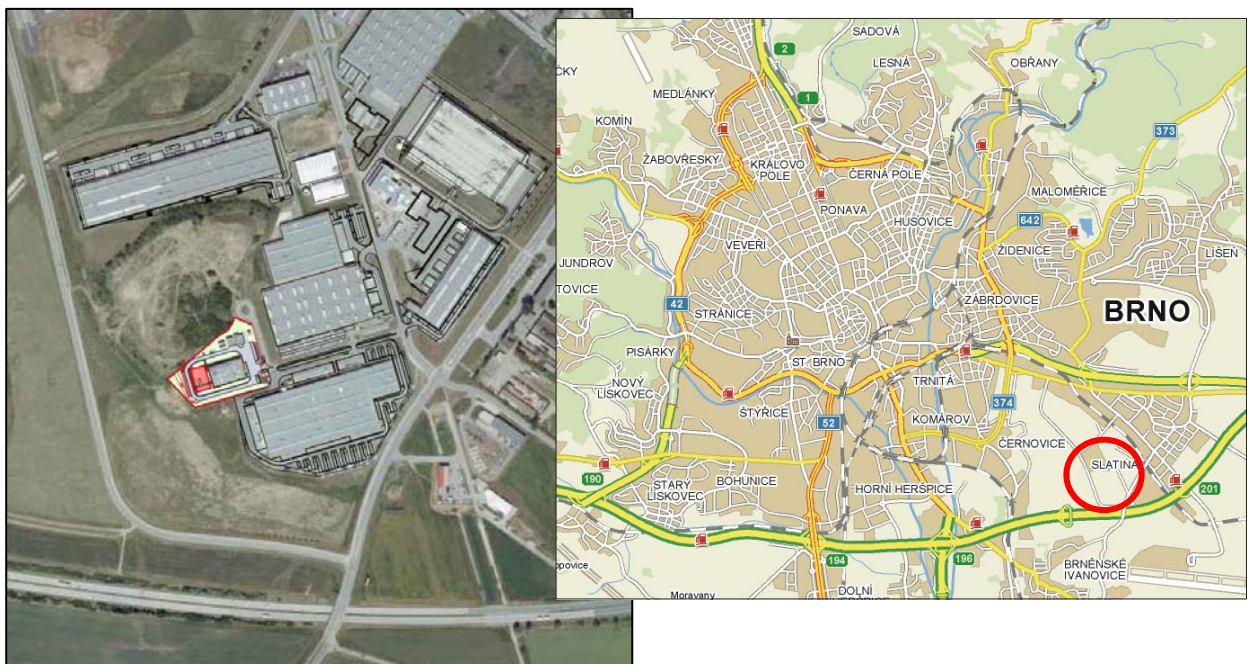 SADOVÁ
2
LESNÁ
OBŘANY
ČKY
MEDLÁNKY
1
KOMÍN
373
ŽABOVŘESKY
KRÁLOVO
POLE
ČERNÁ POLE
MALOMĚŘICE
PONAVA
HUSOVICE
642
VEVEŘÍ
ŽIDENICE
LÍŠEŇ
JUNDROV
TOVICE
42
STRÁNICE
ZÁBRDOVICE
BRNO
PISÁRKY
ST. BRNO
NOVÝ
LÍSKOVEC
TRNITÁ
ŠTÝŘICE
374
52
KOMÁROV
ČERNOVICE
SLATINA
190
STARÝ
LÍSKOVEC
BOHUNICE
HORNÍ HERŠPICE
201
194
196
BRNĚNSKÉ
IVANOVICE
opovice
Moravany
DOLNÍ
HERŠPICE